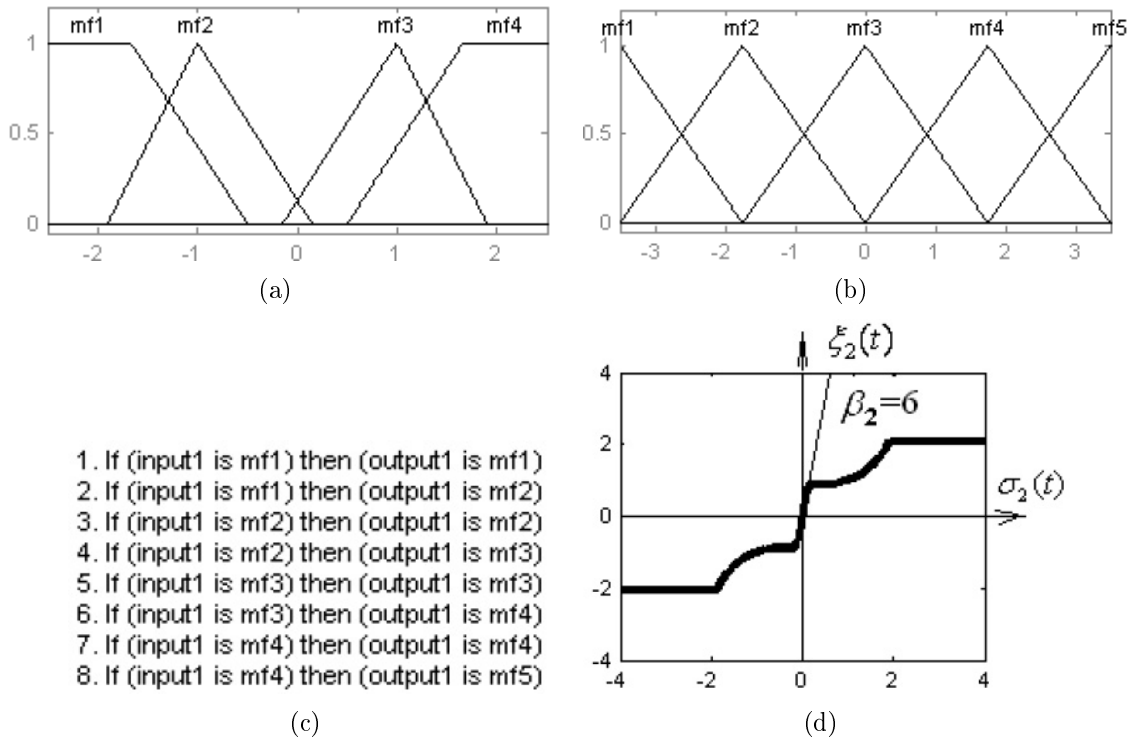 mf1 mf2 mf3 mf4
1
0.5
0
-2 -1 0 1 2
(a)
mf1 mf2 mf3 mf4 mf5
1
0.5
0
-3 -2 -1 0 1 2 3
(b)
1. If (input1 is mf1) then (output1 is mf1)
2. If (input1 is mf1) then (output1 is mf2)
3. If (input1 is mf2) then (output1 is mf2)
4. If (input1 is mf2) then (output1 is mf3)
5. If (input1 is mf3) then (output1 is mf3)
6. If (input1 is mf3) then (output1 is mf4)
7. If (input1 is mf4) then (output1 is mf4)
8. If (input1 is mf4) then (output1 is mf5)
(c)
ξ₂(t)
4
β₂=6
2
σ₂(t)
0
-2
-4
-4 -2 0 2 4
(d)